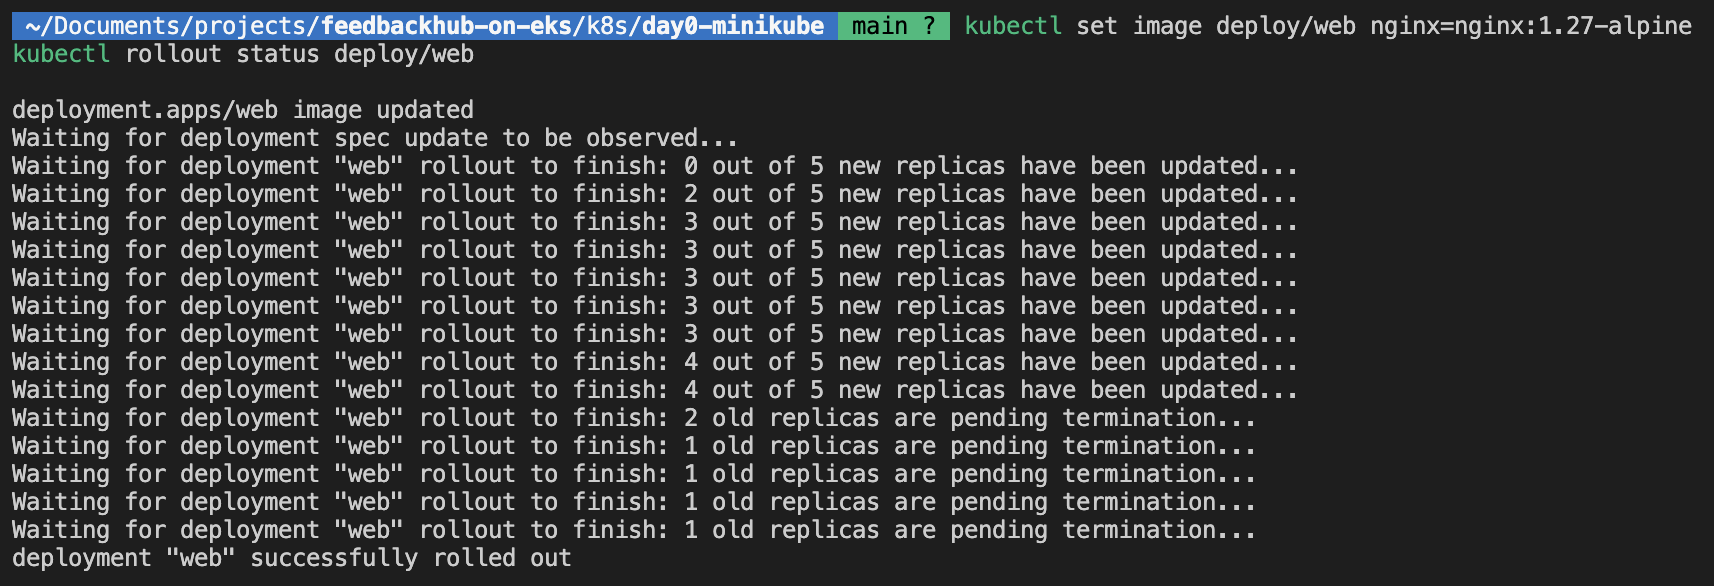 ~/Documents/projects/feedbackhub-on-eks/k8s/day0-minikube main ? kubectl set image deploy/web nginx=nginx:1.27-alpine
kubectl rollout status deploy/web
deployment.apps/web image updated
Waiting for deployment spec update to be observed...
Waiting for deployment "web" rollout to finish: 0 out of 5 new replicas have been updated...
Waiting for deployment "web" rollout to finish: 2 out of 5 new replicas have been updated...
Waiting for deployment "web" rollout to finish: 3 out of 5 new replicas have been updated...
Waiting for deployment "web" rollout to finish: 3 out of 5 new replicas have been updated...
Waiting for deployment "web" rollout to finish: 3 out of 5 new replicas have been updated...
Waiting for deployment "web" rollout to finish: 3 out of 5 new replicas have been updated...
Waiting for deployment "web" rollout to finish: 3 out of 5 new replicas have been updated...
Waiting for deployment "web" rollout to finish: 4 out of 5 new replicas have been updated...
Waiting for deployment "web" rollout to finish: 4 out of 5 new replicas have been updated...
Waiting for deployment "web" rollout to finish: 2 old replicas are pending termination...
Waiting for deployment "web" rollout to finish: 1 old replicas are pending termination...
Waiting for deployment "web" rollout to finish: 1 old replicas are pending termination...
Waiting for deployment "web" rollout to finish: 1 old replicas are pending termination...
Waiting for deployment "web" rollout to finish: 1 old replicas are pending termination...
deployment "web" successfully rolled out